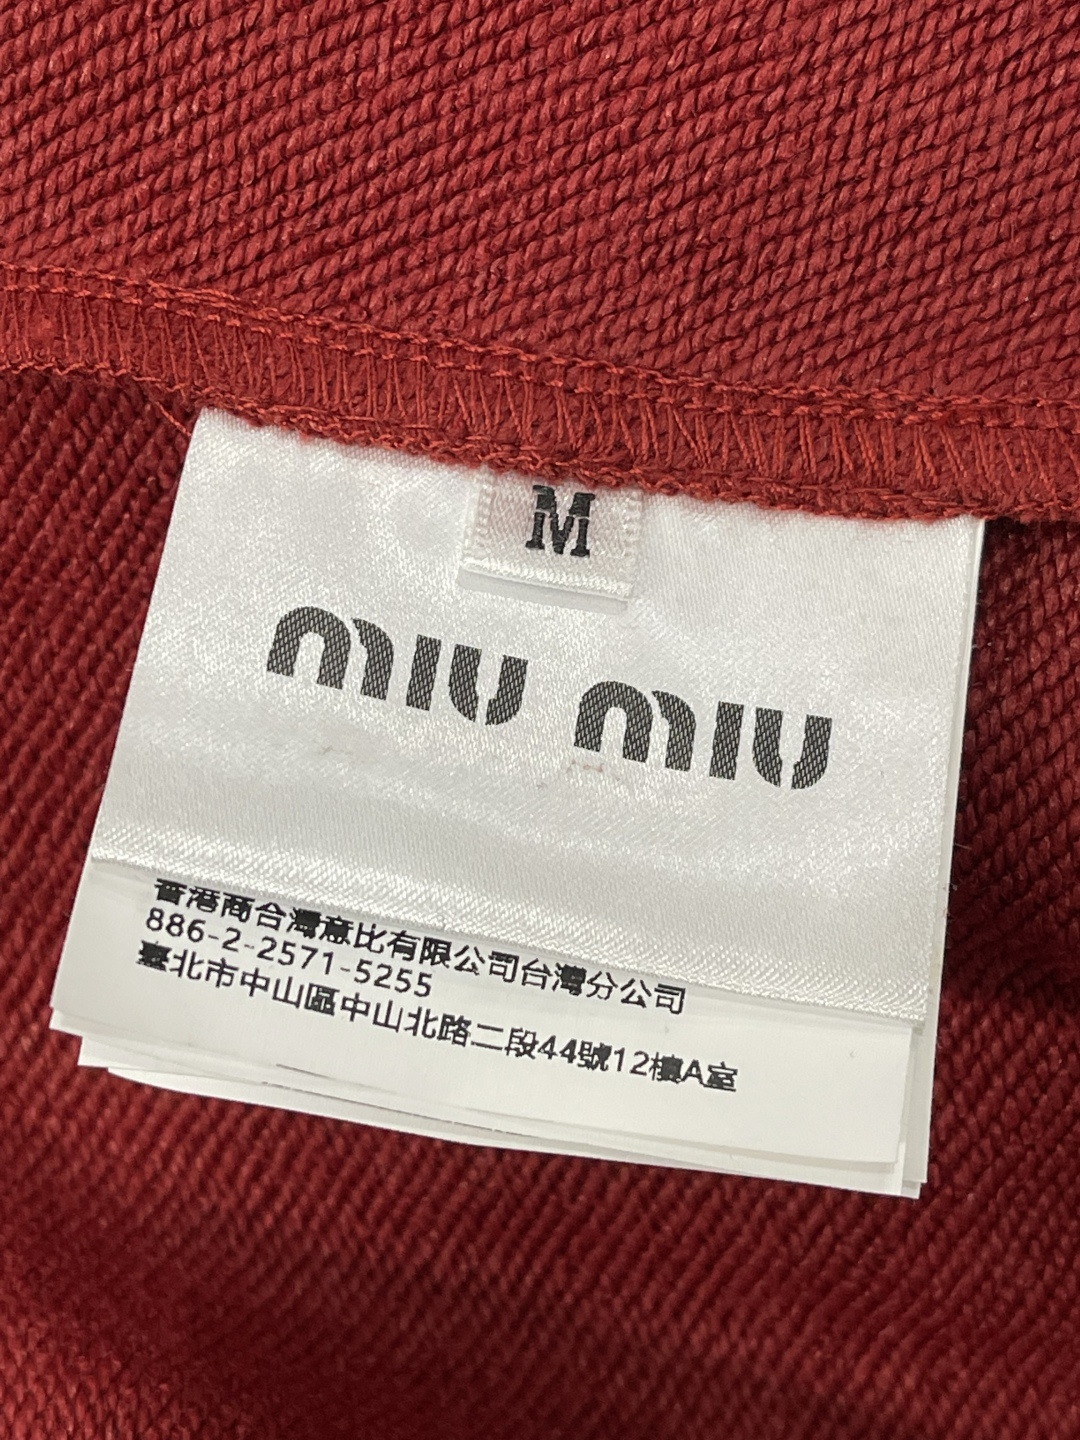 M
miu miu
香港商台灣意比有限公司台灣分公司
886-2-2571-5255
臺北市中山區中山北路二段44號12樓A室